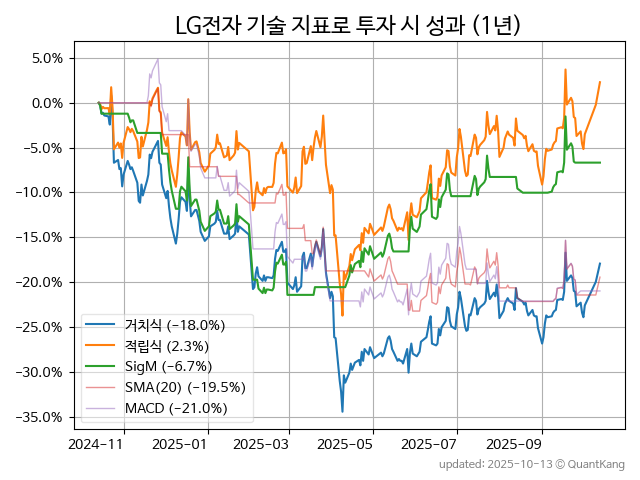 LG전자 기술 지표로 투자 시 성과 (1년)
5.0%
0.0%
−5.0%
−10.0%
−15.0%
−20.0%
−25.0%
−30.0%
−35.0%
거치식 (−18.0%)
적립식 (2.3%)
SigM (−6.7%)
SMA(20) (−19.5%)
MACD (−21.0%)
2024-11 2025-01 2025-03 2025-05 2025-07 2025-09
updated: 2025-10-13 ⓒ QuantKang